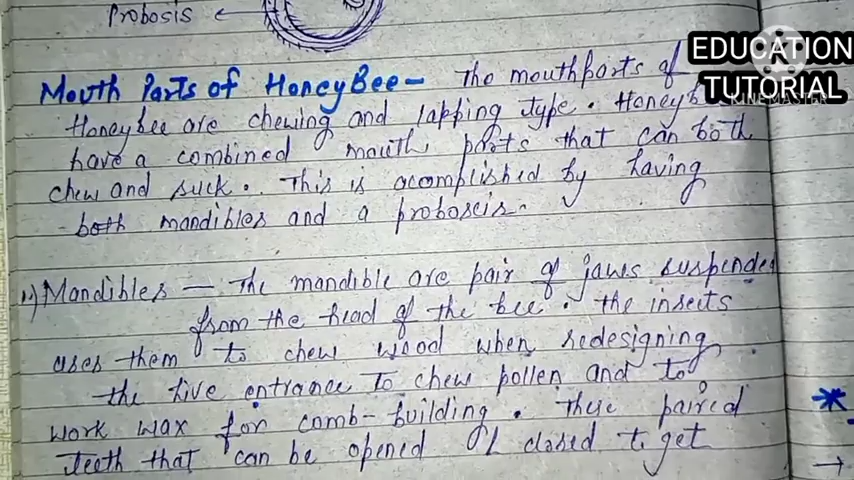 Probosis ←
EDUCATION
TUTORIAL
KINEMASTER
Mouth Parts of HoneyBee – The mouthparts of
Honeybee are chewing and lapping type. Honeyb
have a combined mouth parts that can both
chew and suck. This is acomplished by having
both mandibles and a proboscis.
1) Mandibles — The mandible are pair of jaws suspended
from the head of the bee. The insects
uses them to chew wood when redesigning
the hive entrance to chew pollen and to
work wax for comb-building. These paired
teeth that can be opened & closed to get